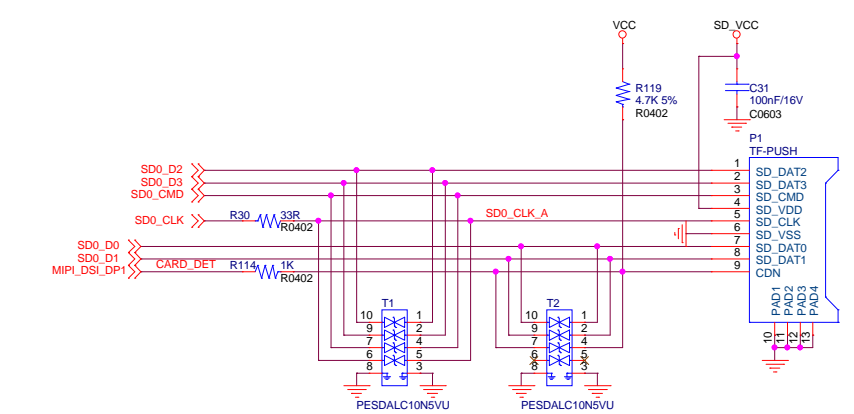 VCC
SD_VCC
R119
4.7K 5%
R0402
C31
100nF/16V
C0603
P1
TF-PUSH
SD0_D2
1
SD_DAT2
SD0_D3
2
SD_DAT3
SD0_CMD
3
SD_CMD
4
SD_VDD
SD0_CLK
R30
33R
R0402
SD0_CLK_A
5
SD_CLK
6
SD_VSS
SD0_D0
7
SD_DAT0
SD0_D1
8
SD_DAT1
MIPI_DSI_DP1
CARD_DET
R114
1K
R0402
9
CDN
PAD1
PAD2
PAD3
PAD4
10
11
12
13
T1
10 1
9 2
7 4
6 5
8 3
PESDALC10N5VU
T2
10 1
9 2
7 4
6 5
8 3
PESDALC10N5VU